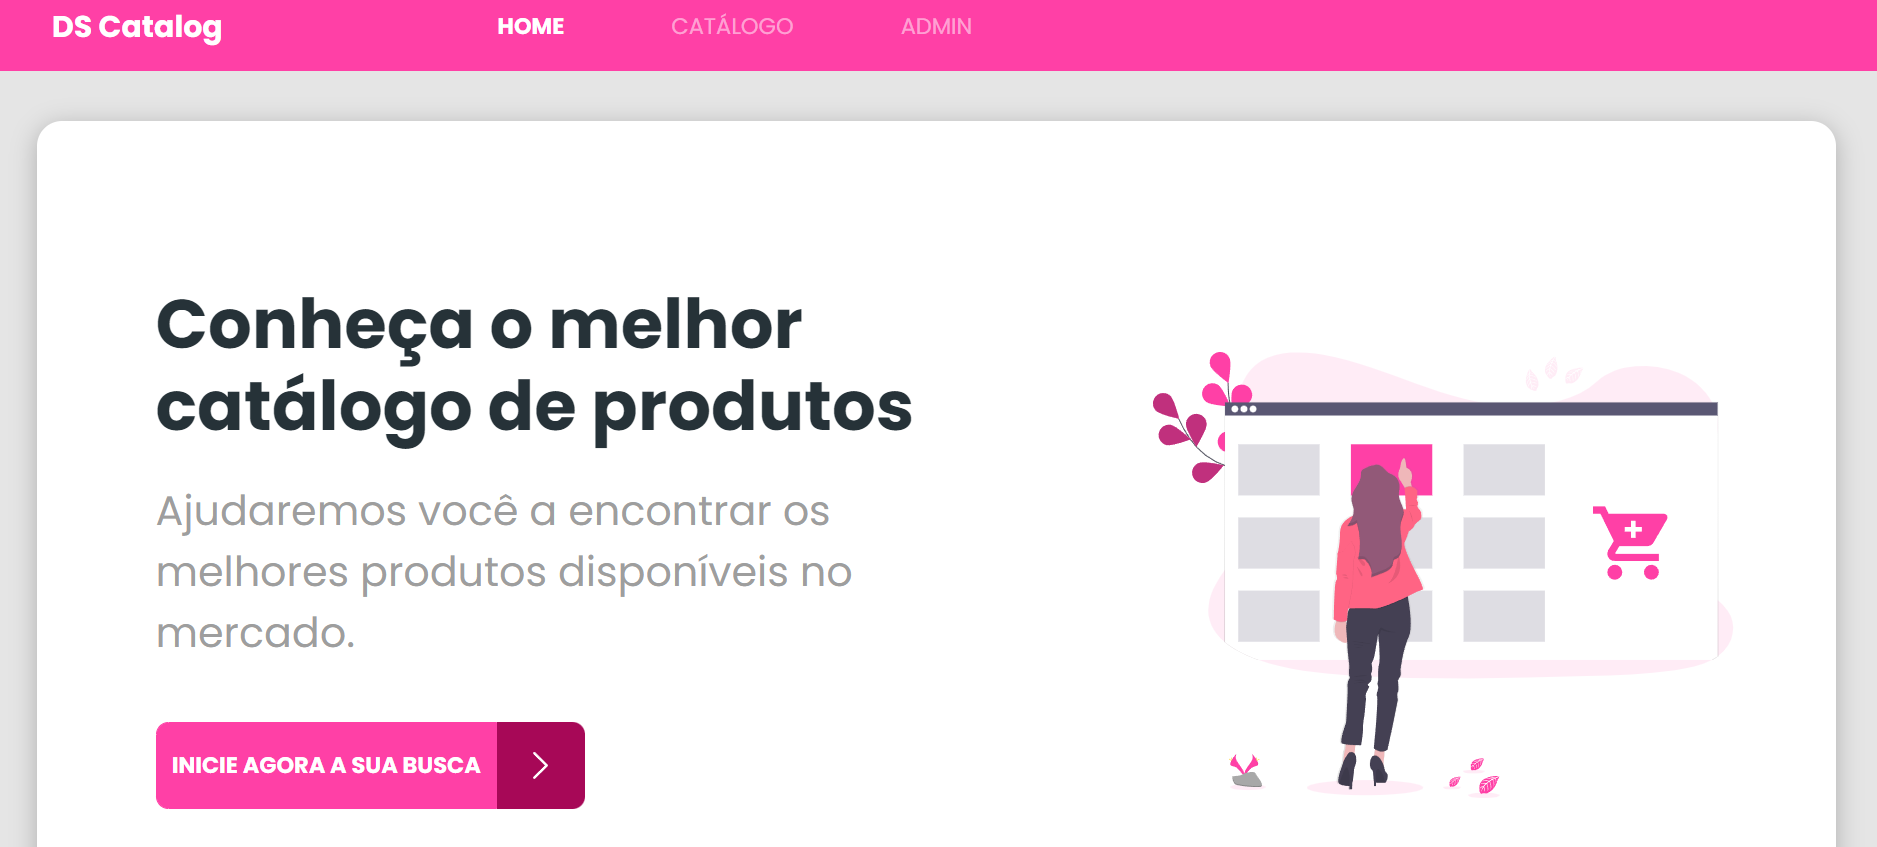 DS Catalog
HOME
CATÁLOGO
ADMIN
Conheça o melhor
catálogo de produtos
Ajudaremos você a encontrar os
melhores produtos disponíveis no
mercado.
INICIE AGORA A SUA BUSCA